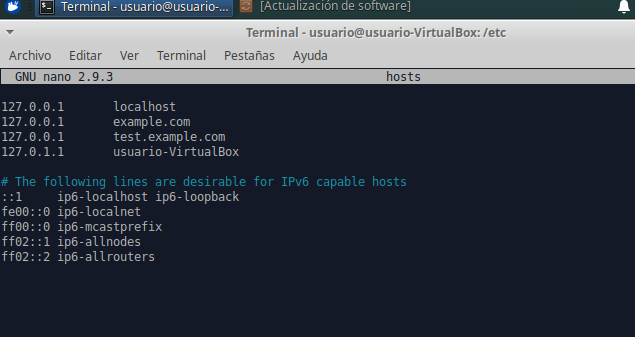 Terminal - usuario@usuario-... [Actualización de software]
Terminal - usuario@usuario-VirtualBox: /etc
Archivo Editar Ver Terminal Pestañas Ayuda
GNU nano 2.9.3 hosts
127.0.0.1 localhost
127.0.0.1 example.com
127.0.0.1 test.example.com
127.0.1.1 usuario-VirtualBox
# The following lines are desirable for IPv6 capable hosts
::1 ip6-localhost ip6-loopback
fe00::0 ip6-localnet
ff00::0 ip6-mcastprefix
ff02::1 ip6-allnodes
ff02::2 ip6-allrouters